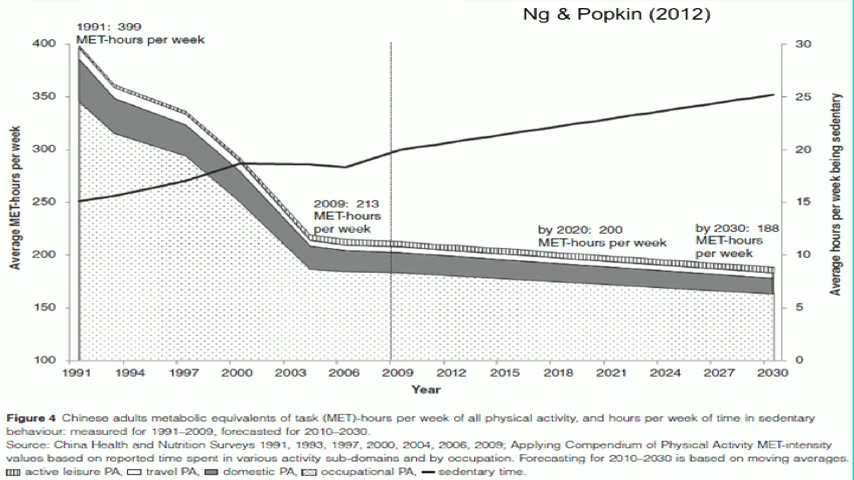 Ng & Popkin (2012)
1991: 399
MET-hours per week
400
350
300
250
200
150
100
Average MET-hours per week
30
25
20
15
10
5
0
Average hours per week being sedentary
2009: 213
MET-hours
per week
by 2020: 200
MET-hours per week
by 2030: 188
MET-hours
per week
1991 1994 1997 2000 2003 2006 2009 2012 2015 2018 2021 2024 2027 2030
Year
Figure 4 Chinese adults metabolic equivalents of task (MET)-hours per week of all physical activity, and hours per week of time in sedentary
behaviour: measured for 1991–2009, forecasted for 2010–2030.
Source: China Health and Nutrition Surveys 1991, 1993, 1997, 2000, 2004, 2006, 2009; Applying Compendium of Physical Activity MET-intensity
values based on reported time spent in various activity sub-domains and by occupation. Forecasting for 2010–2030 is based on moving averages.
active leisure PA, travel PA, domestic PA, occupational PA, sedentary time.